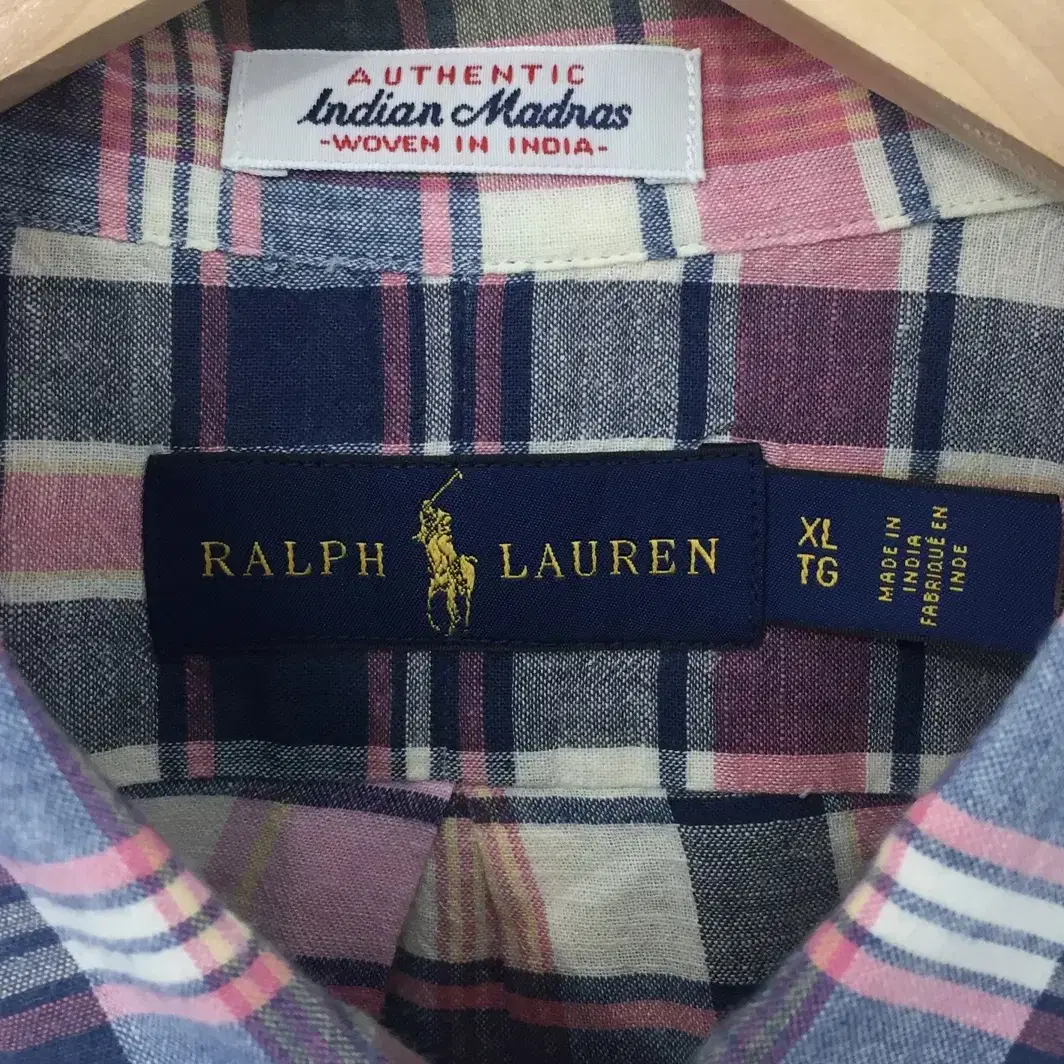 AUTHENTIC
Indian Madras
-WOVEN IN INDIA-
RALPH LAUREN
XL
TG
MADE IN
INDIA
FABRIQUÉ EN
INDE